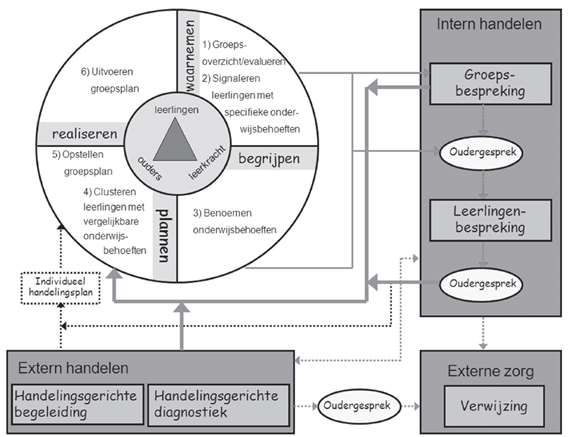 waarnemen
1) Groeps-
overzicht/evalueren
2) Signaleren
leerlingen met
specifieke onder-
wijsbehoeften
begrijpen
3) Benoemen
onderwijsbehoeften
plannen
4) Clusteren
leerlingen met
vergelijkbare
onderwijs-
behoeften
5) Opstellen
groepsplan
realiseren
6) Uitvoeren
groepsplan
leerlingen
ouders
leerkracht
Intern handelen
Groeps-
bespreking
Oudergesprek
Leerlingen-
bespreking
Oudergesprek
Individueel
handelingsplan
Extern handelen
Handelingsgerichte
begeleiding
Handelingsgerichte
diagnostiek
Oudergesprek
Externe zorg
Verwijzing